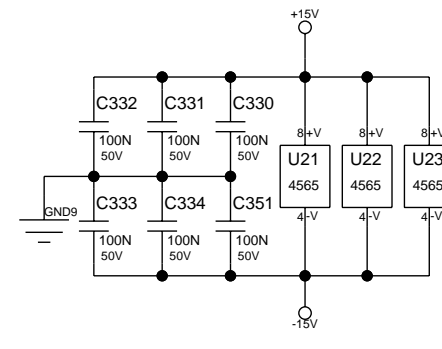 +15V
C332 C331 C330
100N 100N 100N
50V 50V 50V
8 +V 8 +V 8 +V
U21 U22 U23
4565 4565 4565
4 -V 4 -V 4 -V
GND9
C333 C334 C351
100N 100N 100N
50V 50V 50V
-15V